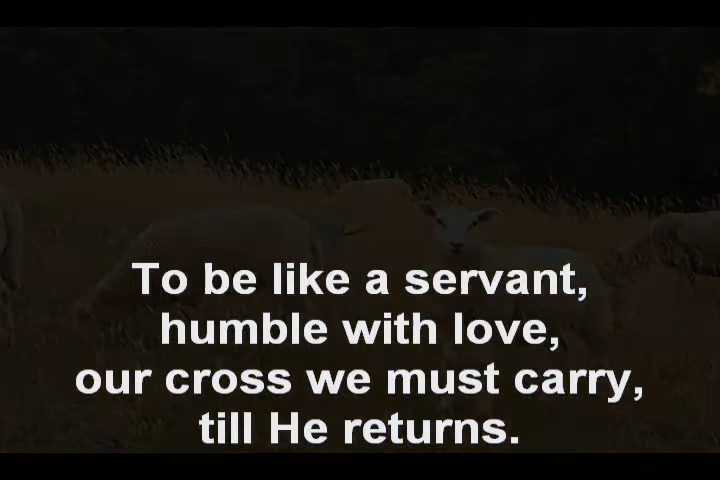 To be like a servant,
humble with love,
our cross we must carry,
till He returns.